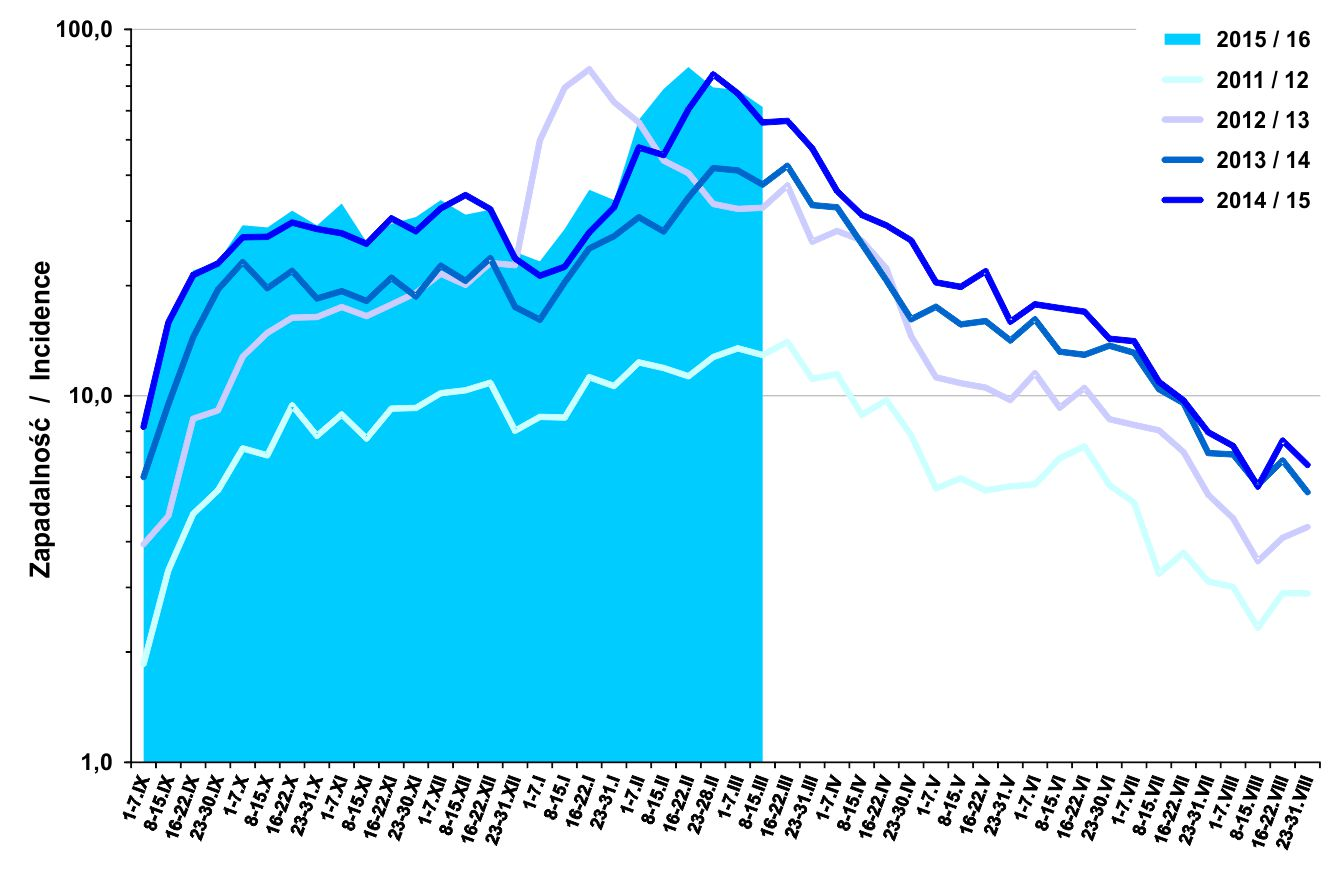 100,0
10,0
1,0
Zapadalność / Incidence
2015 / 16
2011 / 12
2012 / 13
2013 / 14
2014 / 15
1-7.IX
8-15.IX
16-22.IX
23-30.IX
1-7.X
8-15.X
16-22.X
23-31.X
1-7.XI
8-15.XI
16-22.XI
23-30.XI
1-7.XII
8-15.XII
16-22.XII
23-31.XII
1-7.I
8-15.I
16-22.I
23-31.I
1-7.II
8-15.II
16-22.II
23-28.II
1-7.III
8-15.III
16-22.III
23-31.III
1-7.IV
8-15.IV
16-22.IV
23-30.IV
1-7.V
8-15.V
16-22.V
23-31.V
1-7.VI
8-15.VI
16-22.VI
23-30.VI
1-7.VII
8-15.VII
16-22.VII
23-31.VII
1-7.VIII
8-15.VIII
16-22.VIII
23-31.VIII